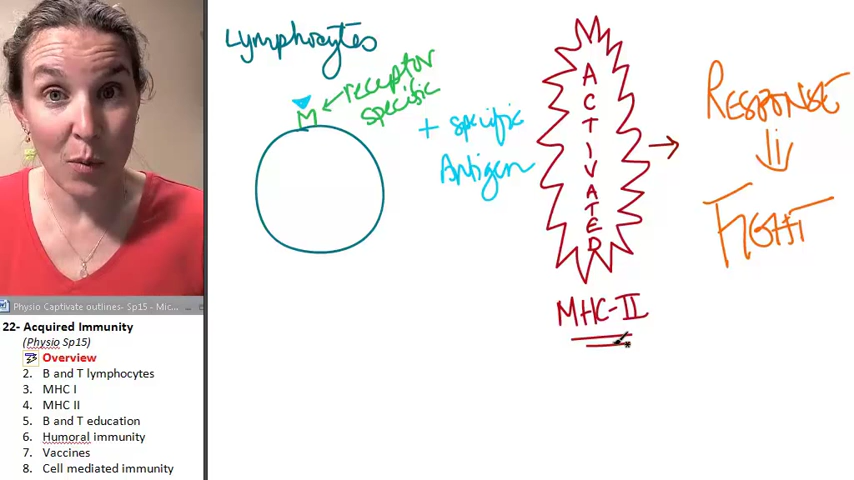 Lymphocytes
receptor
specific
M
+ specific
Antigen
ACTIVATED
MHC-II
RESPONSE
FIGHT
Physio Captivate outlines- Sp15 - Mic...
22- Acquired Immunity
(Physio Sp15)
Overview
2. B and T lymphocytes
3. MHC I
4. MHC II
5. B and T education
6. Humoral immunity
7. Vaccines
8. Cell mediated immunity